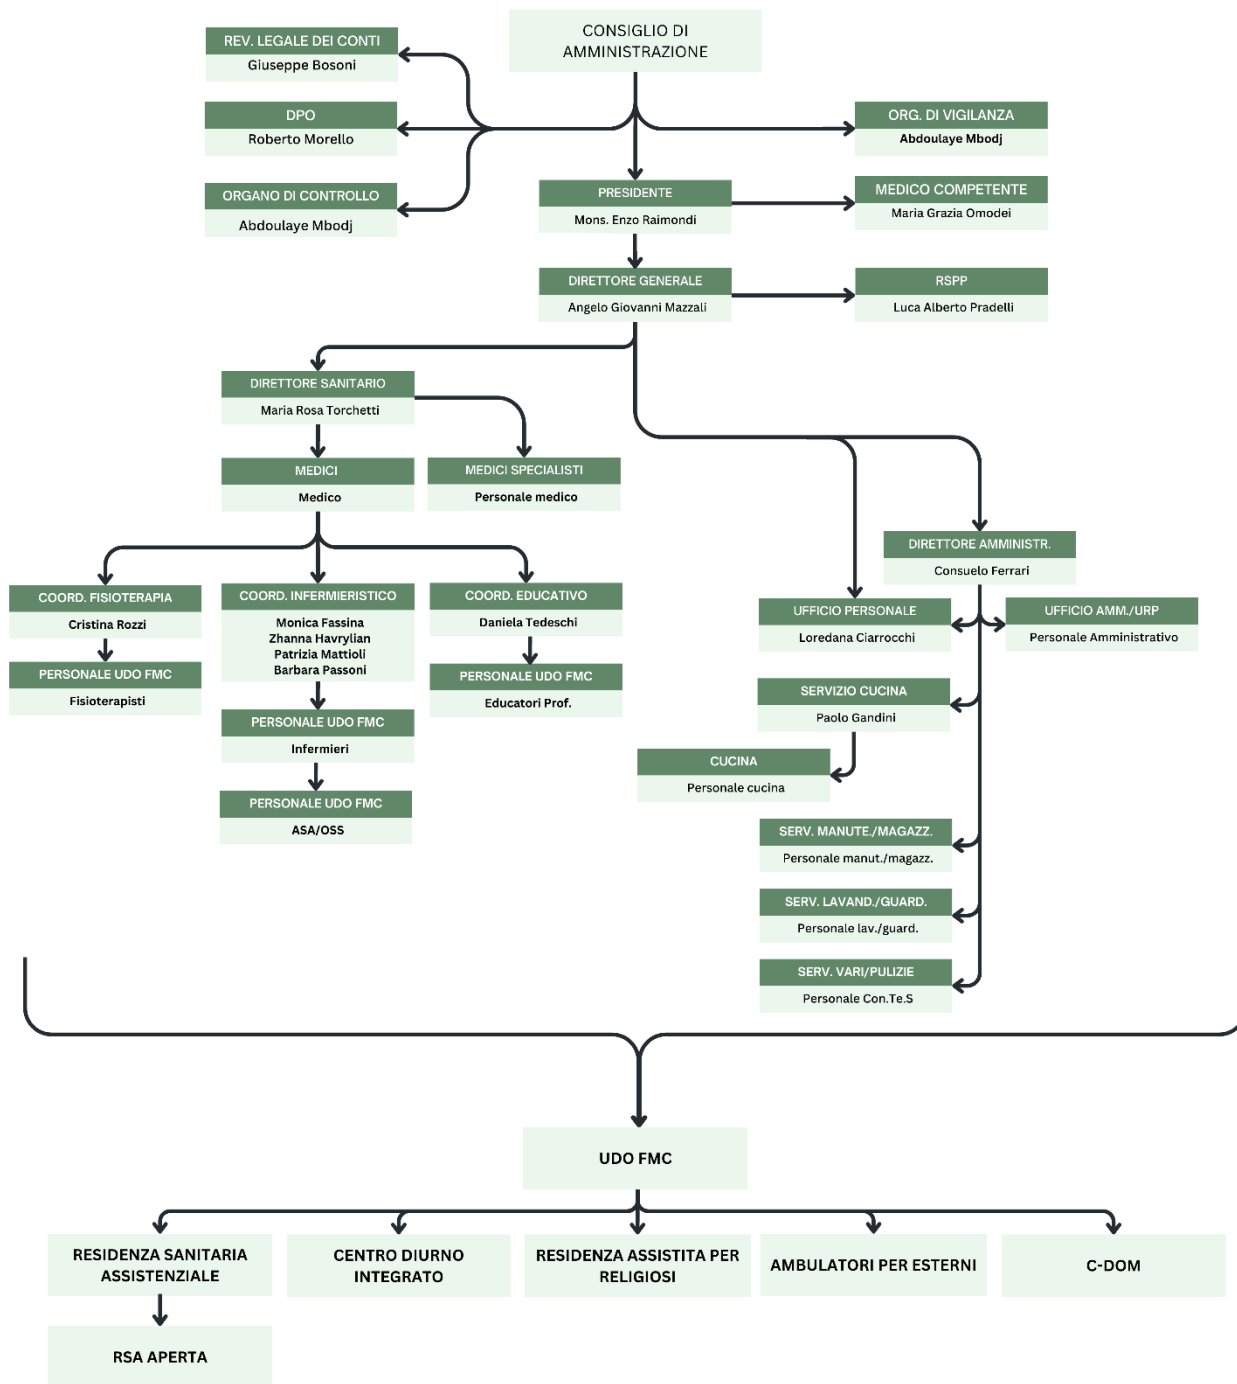 CONSIGLIO DI
AMMINISTRAZIONE
REV. LEGALE DEI CONTI
Giuseppe Bosoni
DPO
Roberto Morello
ORG. DI VIGILANZA
Abdoulaye Mbodj
ORGANO DI CONTROLLO
Abdoulaye Mbodj
PRESIDENTE
Mons. Enzo Raimondi
MEDICO COMPETENTE
Maria Grazia Omodei
DIRETTORE GENERALE
Angelo Giovanni Mazzali
RSPP
Luca Alberto Pradelli
DIRETTORE SANITARIO
Maria Rosa Torchetti
MEDICI
Medico
MEDICI SPECIALISTI
Personale medico
COORD. FISIOTERAPIA
Cristina Rozzi
PERSONALE UDO FMC
Fisioterapisti
COORD. INFERMIERISTICO
Monica Fassina
Zhanna Havrylian
Patrizia Mattioli
Barbara Passoni
PERSONALE UDO FMC
Infermieri
PERSONALE UDO FMC
ASA/OSS
COORD. EDUCATIVO
Daniela Tedeschi
PERSONALE UDO FMC
Educatori Prof.
DIRETTORE AMMINISTR.
Consuelo Ferrari
UFFICIO PERSONALE
Loredana Ciarrocchi
UFFICIO AMM./URP
Personale Amministrativo
SERVIZIO CUCINA
Paolo Gandini
CUCINA
Personale cucina
SERV. MANUTE./MAGAZZ.
Personale manut./magazz.
SERV. LAVAND./GUARD.
Personale lav./guard.
SERV. VARI/PULIZIE
Personale Con.Te.S
UDO FMC
RESIDENZA SANITARIA
ASSISTENZIALE
CENTRO DIURNO
INTEGRATO
RESIDENZA ASSISTITA PER
RELIGIOSI
AMBULATORI PER ESTERNI
C-DOM
RSA APERTA